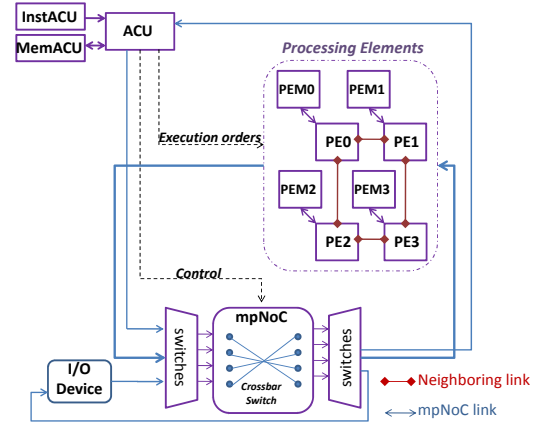 InstACU
ACU
MemACU
Processing Elements
PEM0
PEM1
PE0
PE1
Execution orders
PEM2
PEM3
PE2
PE3
Control
mpNoC
switches
switches
I/O
Device
Crossbar
Switch
Neighboring link
mpNoC link